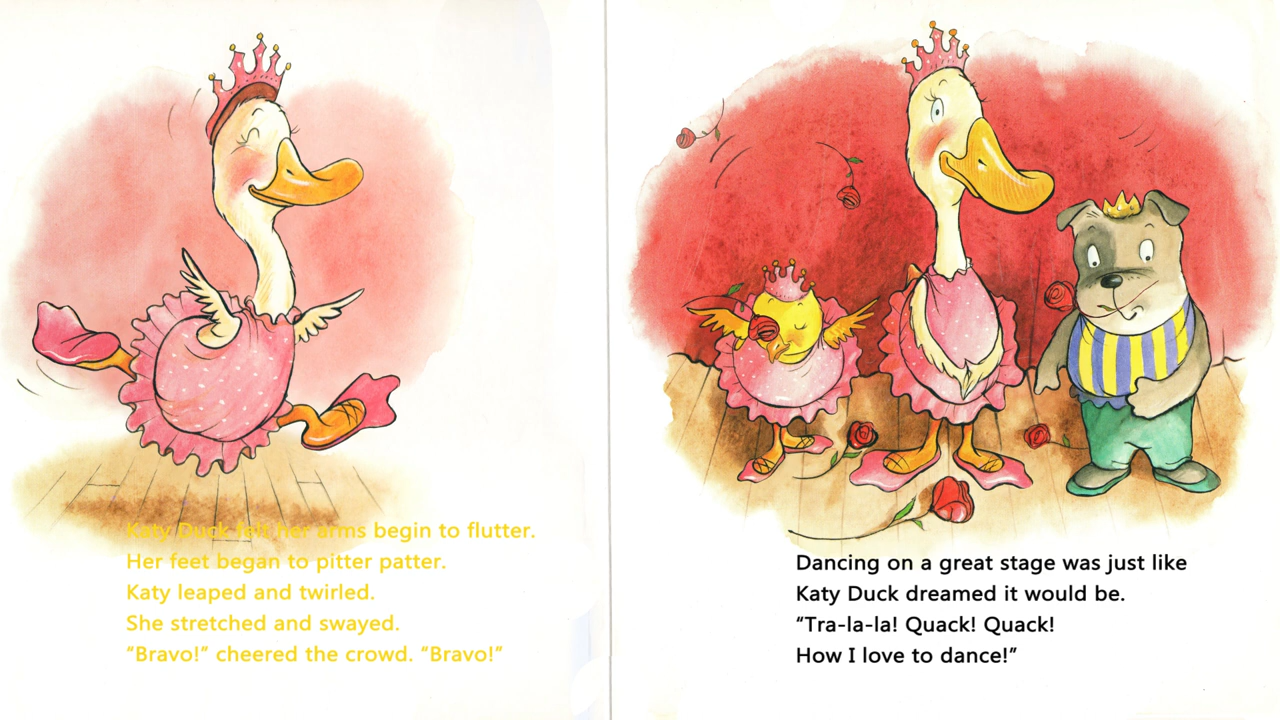 Katy Duck felt her arms begin to flutter.
Her feet began to pitter patter.
Katy leaped and twirled.
She stretched and swayed.
“Bravo!” cheered the crowd. “Bravo!”
Dancing on a great stage was just like
Katy Duck dreamed it would be.
“Tra-la-la! Quack! Quack!
How I love to dance!”